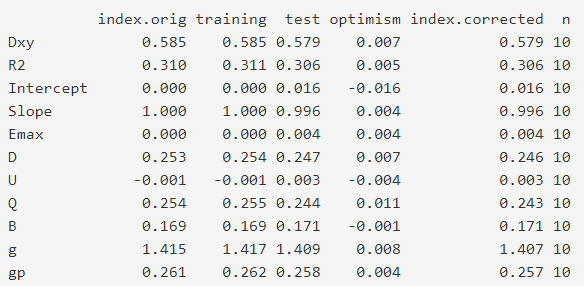 index.orig training test optimism index.corrected n
Dxy 0.585 0.585 0.579 0.007 0.579 10
R2 0.310 0.311 0.306 0.005 0.306 10
Intercept 0.000 0.000 0.016 -0.016 0.016 10
Slope 1.000 1.000 0.996 0.004 0.996 10
Emax 0.000 0.000 0.004 0.004 0.004 10
D 0.253 0.254 0.247 0.007 0.246 10
U -0.001 -0.001 0.003 -0.004 0.003 10
Q 0.254 0.255 0.244 0.011 0.243 10
B 0.169 0.169 0.171 -0.001 0.171 10
g 1.415 1.417 1.409 0.008 1.407 10
gp 0.261 0.262 0.258 0.004 0.257 10